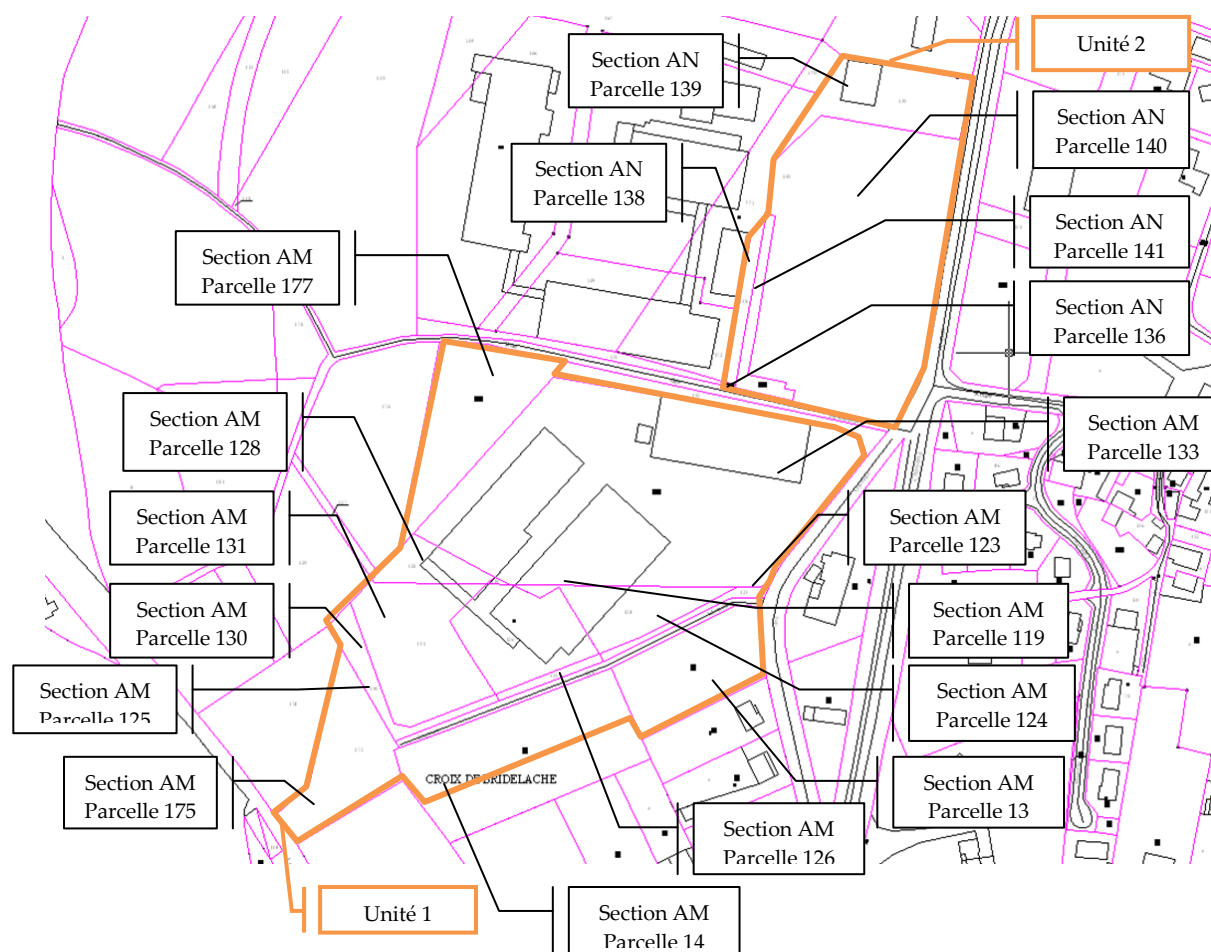 Unité 2
Section AN
Parcelle 139
Section AN
Parcelle 140
Section AN
Parcelle 138
Section AN
Parcelle 141
Section AM
Parcelle 177
Section AN
Parcelle 136
Section AM
Parcelle 128
Section AM
Parcelle 133
Section AM
Parcelle 131
Section AM
Parcelle 123
Section AM
Parcelle 130
Section AM
Parcelle 119
Section AM
Parcelle 125
Section AM
Parcelle 124
CROIX DE BRIDELACHE
Section AM
Parcelle 175
Section AM
Parcelle 13
Section AM
Parcelle 126
Unité 1
Section AM
Parcelle 14